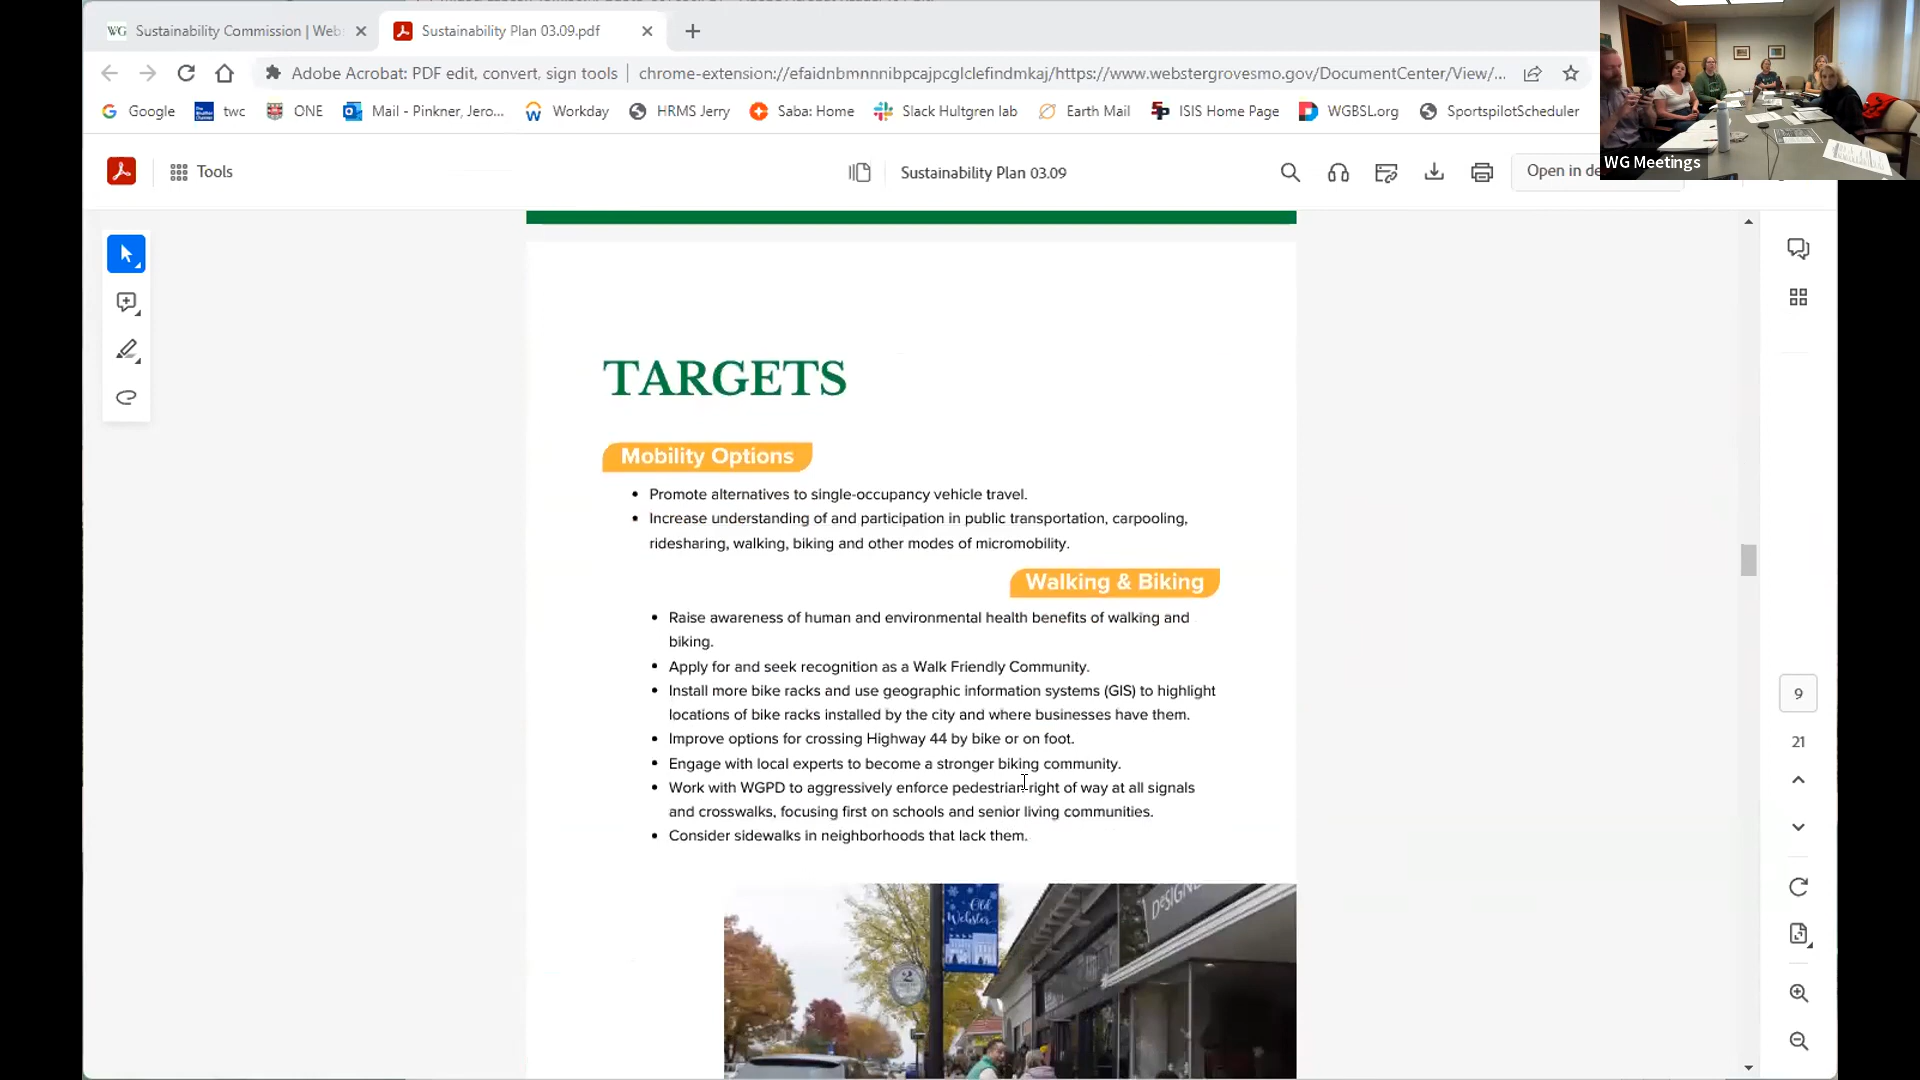 WG Sustainability Commission | Web
Sustainability Plan 03.09.pdf
Adobe Acrobat: PDF edit, convert, sign tools
chrome-extension://efaidnbmnnnibpcajpcglclefindmkaj/https://www.webstergrovesmo.gov/DocumentCenter/View/...
Google
twc
ONE
Mail - Pinkner, Jero...
Workday
HRMS Jerry
Saba: Home
Slack Hultgren lab
Earth Mail
ISIS Home Page
WGBSL.org
SportspilotScheduler
WG Meetings
Tools
Sustainability Plan 03.09
Open in de
TARGETS
Mobility Options
• Promote alternatives to single-occupancy vehicle travel.
• Increase understanding of and participation in public transportation, carpooling,
ridesharing, walking, biking and other modes of micromobility.
Walking & Biking
• Raise awareness of human and environmental health benefits of walking and
biking.
• Apply for and seek recognition as a Walk Friendly Community.
• Install more bike racks and use geographic information systems (GIS) to highlight
locations of bike racks installed by the city and where businesses have them.
• Improve options for crossing Highway 44 by bike or on foot.
• Engage with local experts to become a stronger biking community.
• Work with WGPD to aggressively enforce pedestrian right of way at all signals
and crosswalks, focusing first on schools and senior living communities.
• Consider sidewalks in neighborhoods that lack them.
9
21
Old
Webster
DESIGNE
2